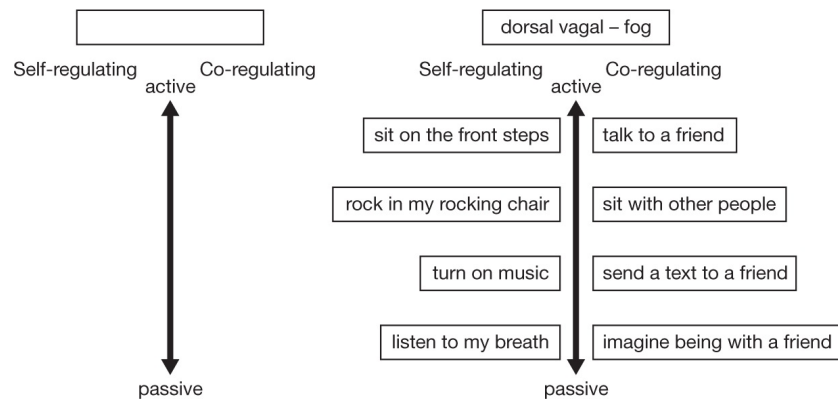 Self-regulating
Co-regulating
active
passive
dorsal vagal – fog
Self-regulating
Co-regulating
active
sit on the front steps
talk to a friend
rock in my rocking chair
sit with other people
turn on music
send a text to a friend
listen to my breath
imagine being with a friend
passive